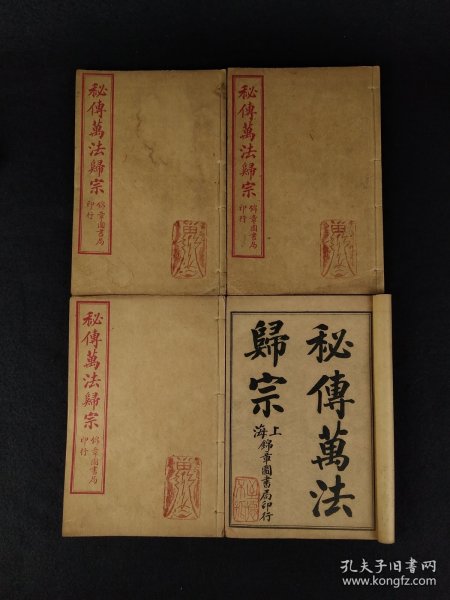 秘傳萬法歸宗
錦章圖書局
印行
秘傳萬法歸宗
錦章圖書局
印行
秘傳萬法歸宗
錦章圖書局
印行
秘傳萬法
歸宗
上
海錦章圖書局印行
孔夫子旧书网
www.kongfz.com